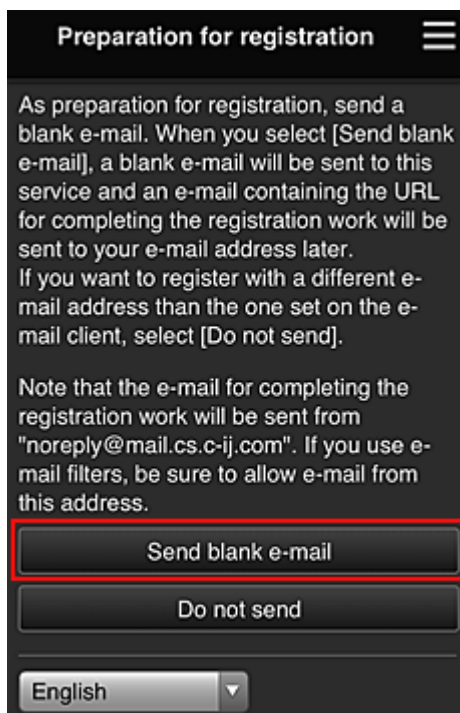 Preparation for registration
As preparation for registration, send a
blank e-mail. When you select [Send blank
e-mail], a blank e-mail will be sent to this
service and an e-mail containing the URL
for completing the registration work will be
sent to your e-mail address later.
If you want to register with a different e-
mail address than the one set on the e-
mail client, select [Do not send].
Note that the e-mail for completing the
registration work will be sent from
"noreply@mail.cs.c-ij.com". If you use e-
mail filters, be sure to allow e-mail from
this address.
Send blank e-mail
Do not send
English